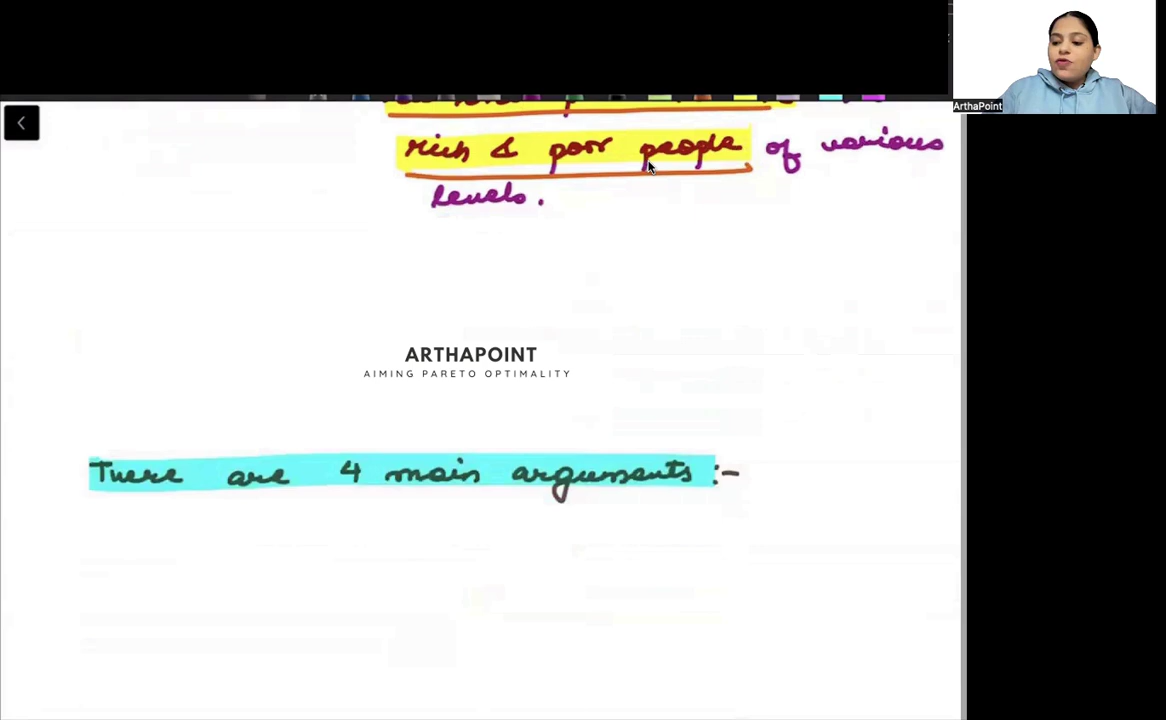 rich & poor people of various
levels.
ARTHAPOINT
AIMING PARETO OPTIMALITY
There are 4 main arguments :-
ArthaPoint